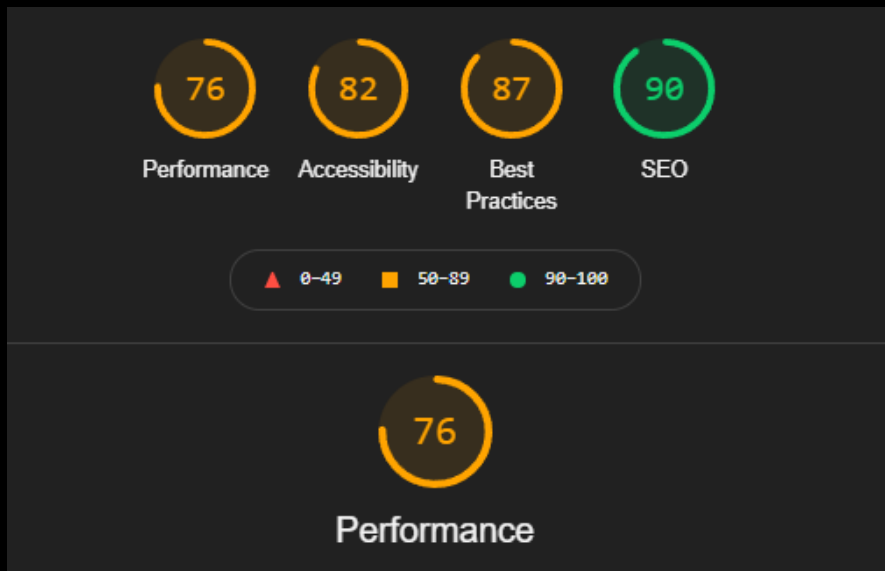 76 82 87 90
Performance Accessibility Best Practices SEO
0–49 50–89 90–100
76
Performance